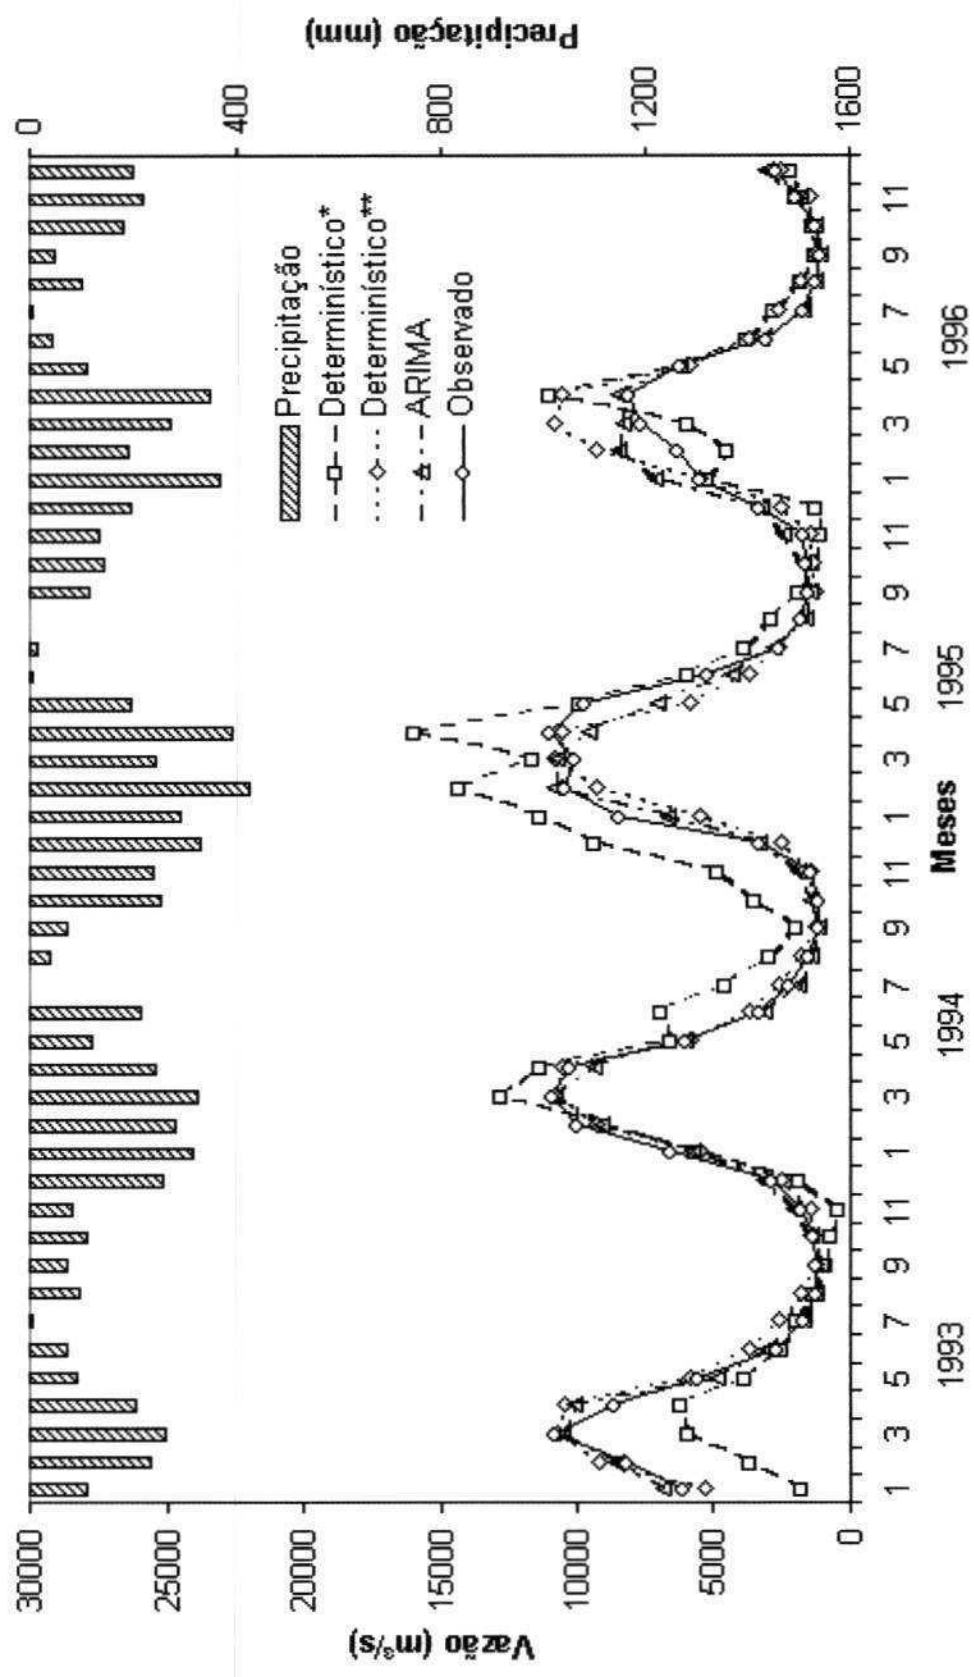 Precipitação (mm)
0
400
800
1200
1600
Precipitação
Determinístico*
Determinístico**
ARIMA
Observado
30000
25000
20000
15000
10000
5000
0
Vazão (m³/s)
1 3 5 7 9 11 1 3 5 7 9 11 1 3 5 7 9 11 1 3 5 7 9 11
1993 1994 1995 1996
Meses